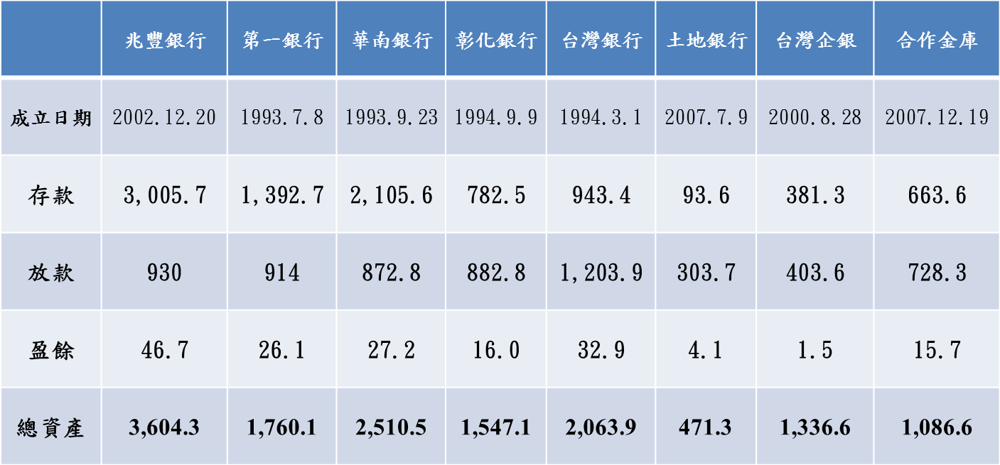 兆豐銀行 第一銀行 華南銀行 彰化銀行 台灣銀行 土地銀行 台灣企銀 合作金庫
成立日期 2002.12.20 1993.7.8 1993.9.23 1994.9.9 1994.3.1 2007.7.9 2000.8.28 2007.12.19
存款 3,005.7 1,392.7 2,105.6 782.5 943.4 93.6 381.3 663.6
放款 930 914 872.8 882.8 1,203.9 303.7 403.6 728.3
盈餘 46.7 26.1 27.2 16.0 32.9 4.1 1.5 15.7
總資產 3,604.3 1,760.1 2,510.5 1,547.1 2,063.9 471.3 1,336.6 1,086.6